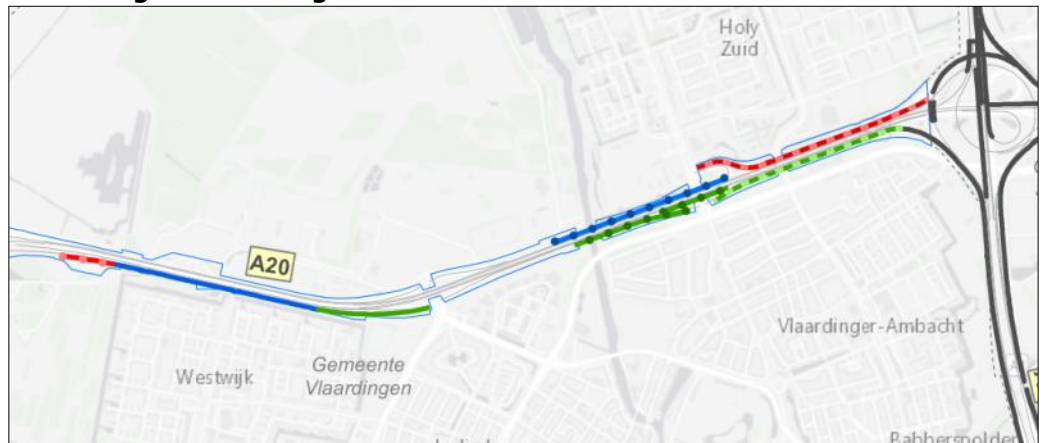 Holy
Zuid
A20
Vlaardinger-Ambacht
Gemeente
Vlaardingen
Westwijk